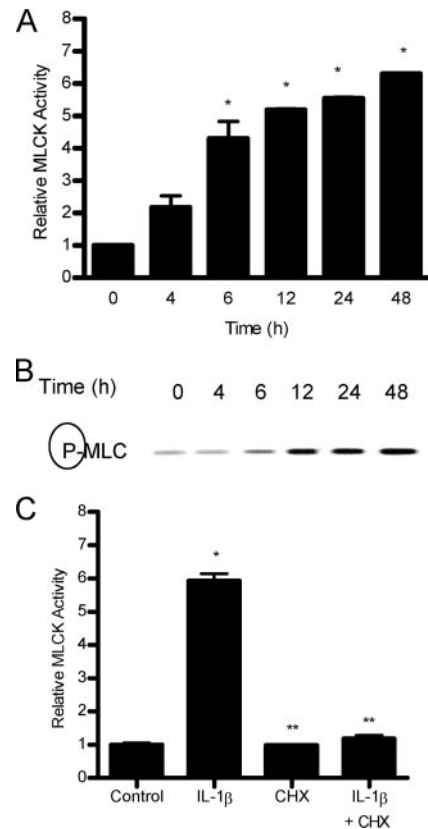 A
8
7
6
5
4
3
2
1
0
Relative MLCK Activity
* * * *
0 4 6 12 24 48
Time (h)
B
Time (h) 0 4 6 12 24 48
P-MLC
C
8
7
6
5
4
3
2
1
0
Relative MLCK Activity
* ** **
Control IL-1β CHX IL-1β
+ CHX